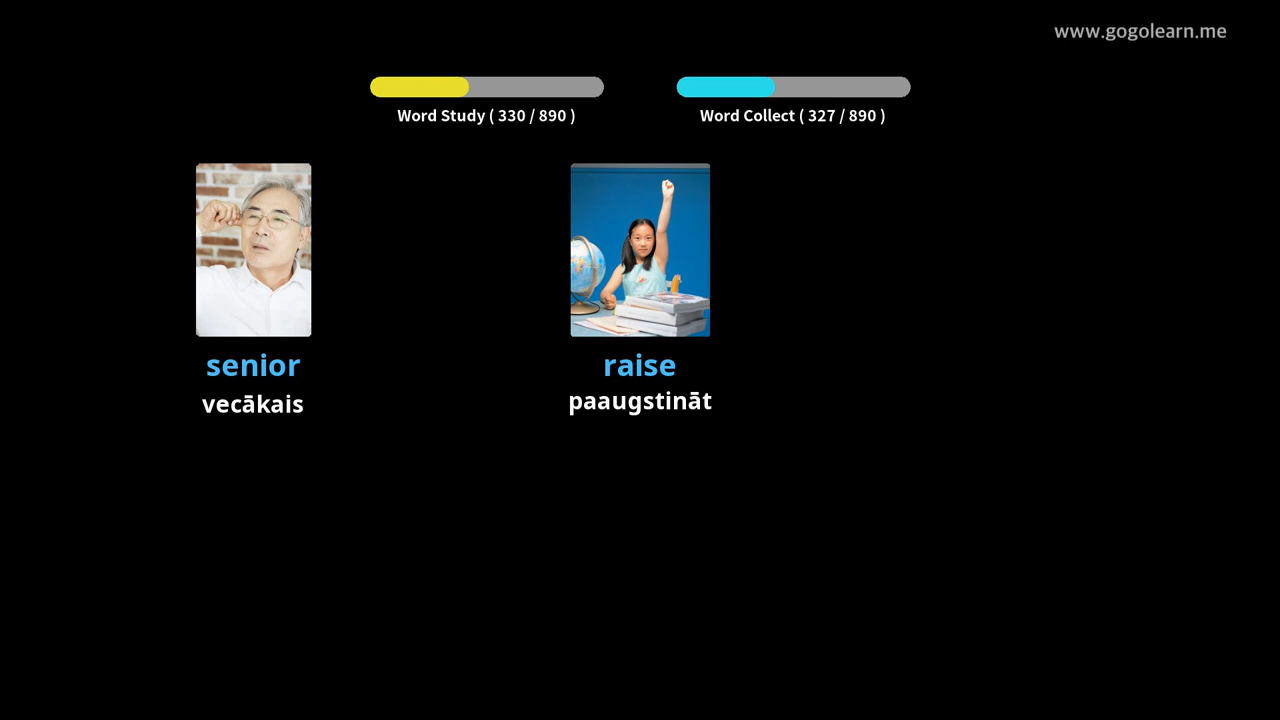 www.gogolearn.me
Word Study ( 330 / 890 )
Word Collect ( 327 / 890 )
senior
vecākais
raise
paaugstināt